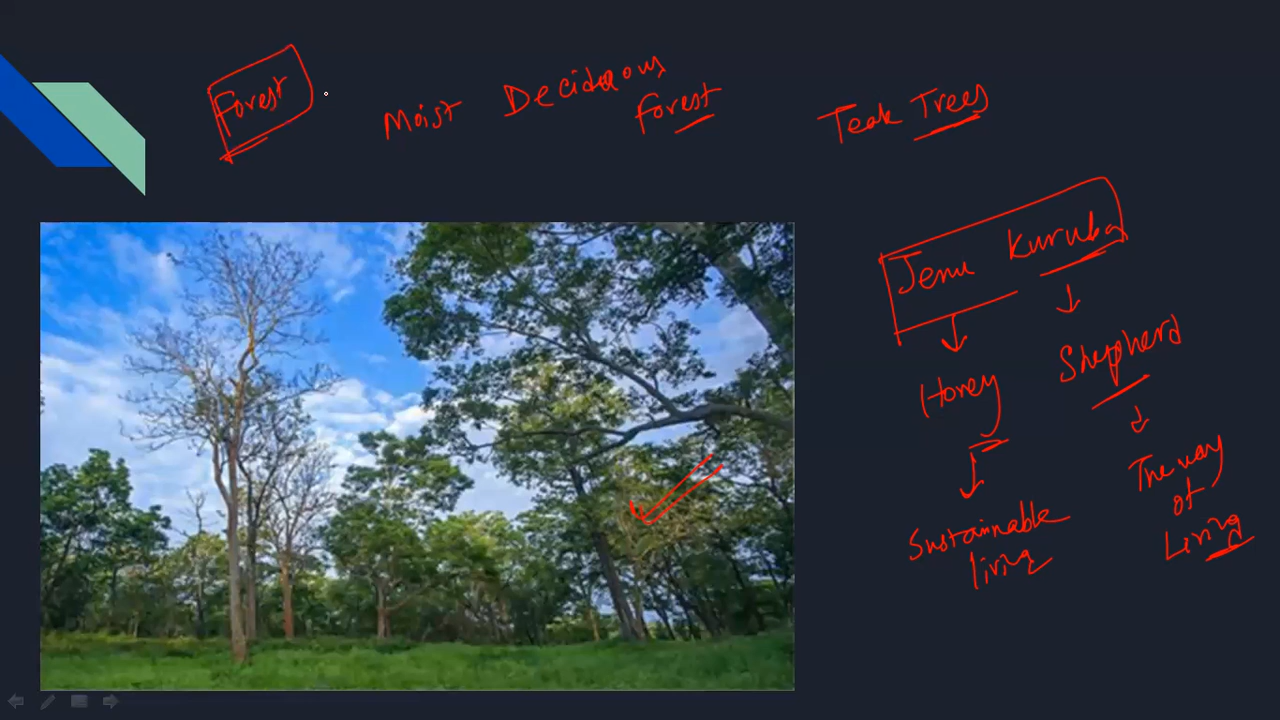 Forest
Moist Deciduous
forest
Teak Trees
Jenu Kuruba
Honey
Shepherd
Sustainable
living
The way
of
Living